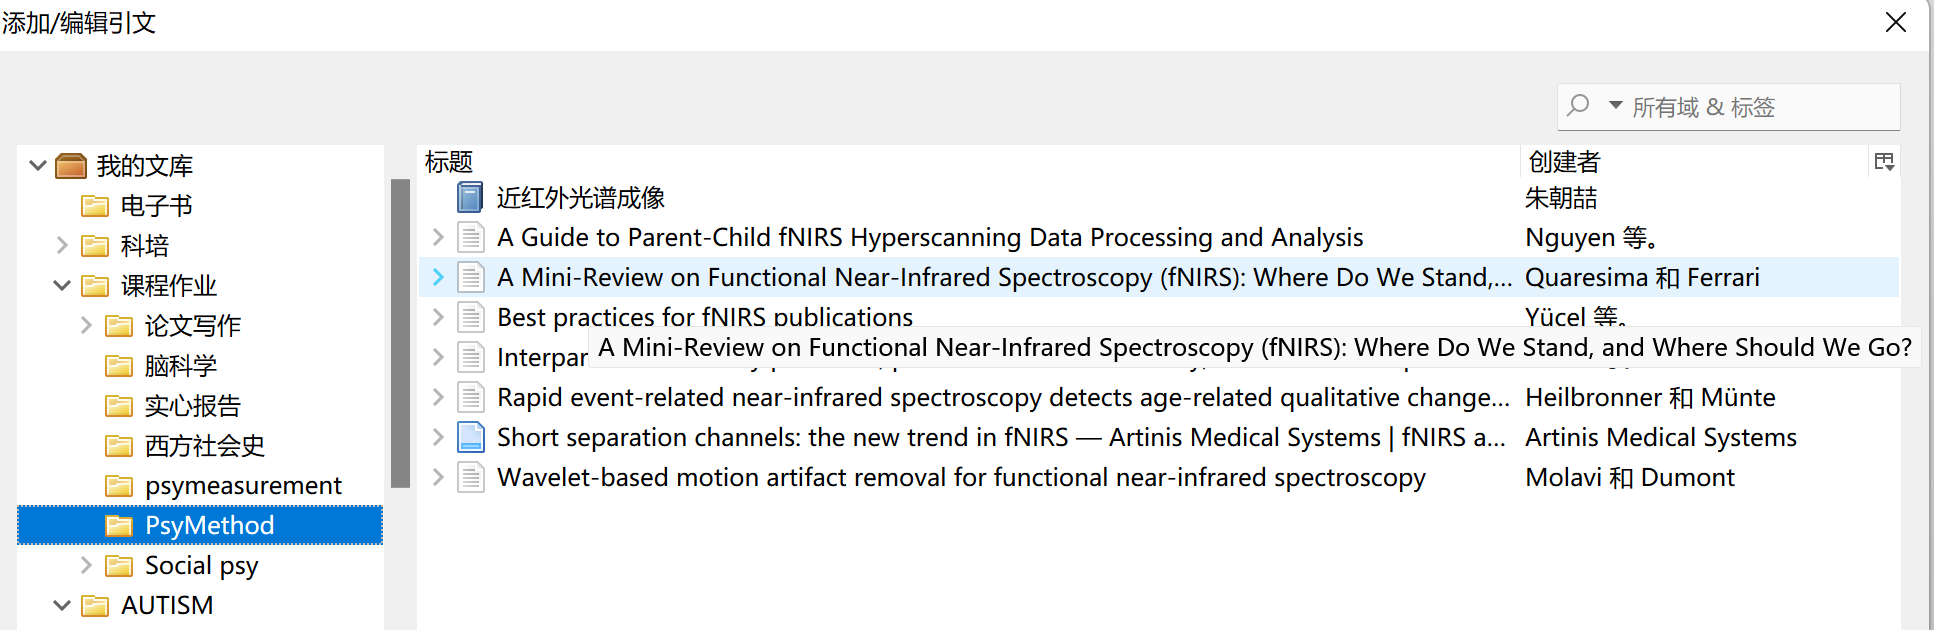 添加/编辑引文
所有域 & 标签
我的文库
电子书
科培
课程作业
论文写作
脑科学
实心报告
西方社会史
psymeasurement
PsyMethod
Social psy
AUTISM
标题 创建者
近红外光谱成像 朱朝喆
A Guide to Parent-Child fNIRS Hyperscanning Data Processing and Analysis Nguyen 等。
A Mini-Review on Functional Near-Infrared Spectroscopy (fNIRS): Where Do We Stand,... Quaresima 和 Ferrari
Best practices for fNIRS publications Yücel 等。
A Mini-Review on Functional Near-Infrared Spectroscopy (fNIRS): Where Do We Stand, and Where Should We Go?
Rapid event-related near-infrared spectroscopy detects age-related qualitative change... Heilbronner 和 Münte
Short separation channels: the new trend in fNIRS — Artinis Medical Systems | fNIRS a... Artinis Medical Systems
Wavelet-based motion artifact removal for functional near-infrared spectroscopy Molavi 和 Dumont